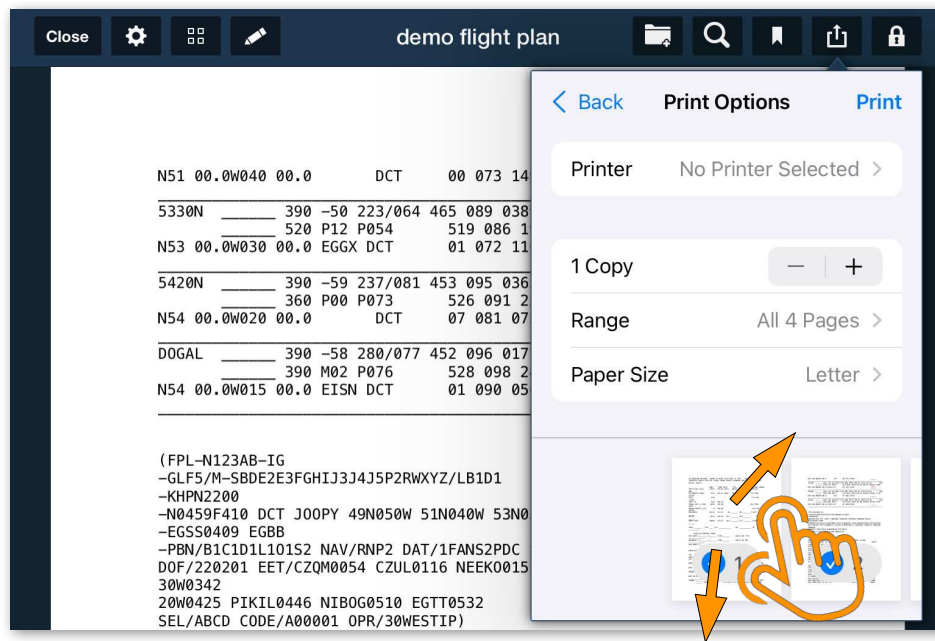 Close
demo flight plan
Back
Print Options
Print
Printer
No Printer Selected
1 Copy
Range
All 4 Pages
Paper Size
Letter
1
2
N51 00.0W040 00.0 DCT 00 073 14
5330N ______ 390 -50 223/064 465 089 038
______ 520 P12 P054 519 086 1
N53 00.0W030 00.0 EGGX DCT 01 072 11
5420N ______ 390 -59 237/081 453 095 036
______ 360 P00 P073 526 091 2
N54 00.0W020 00.0 DCT 07 081 07
DOGAL ______ 390 -58 280/077 452 096 017
______ 390 M02 P076 528 098 2
N54 00.0W015 00.0 EISN DCT 01 090 05
(FPL-N123AB-IG
-GLF5/M-SBDE2E3FGHIJ3J4J5P2RWXYZ/LB1D1
-KHPN2200
-N0459F410 DCT JOOPY 49N050W 51N040W 53N0
-EGSS0409 EGBB
-PBN/B1C1D1L1O1S2 NAV/RNP2 DAT/1FANS2PDC
DOF/220201 EET/CZQM0054 CZUL0116 NEEKO015
30W0342
20W0425 PIKIL0446 NIBOG0510 EGTT0532
SEL/ABCD CODE/A00001 OPR/30WESTIP)